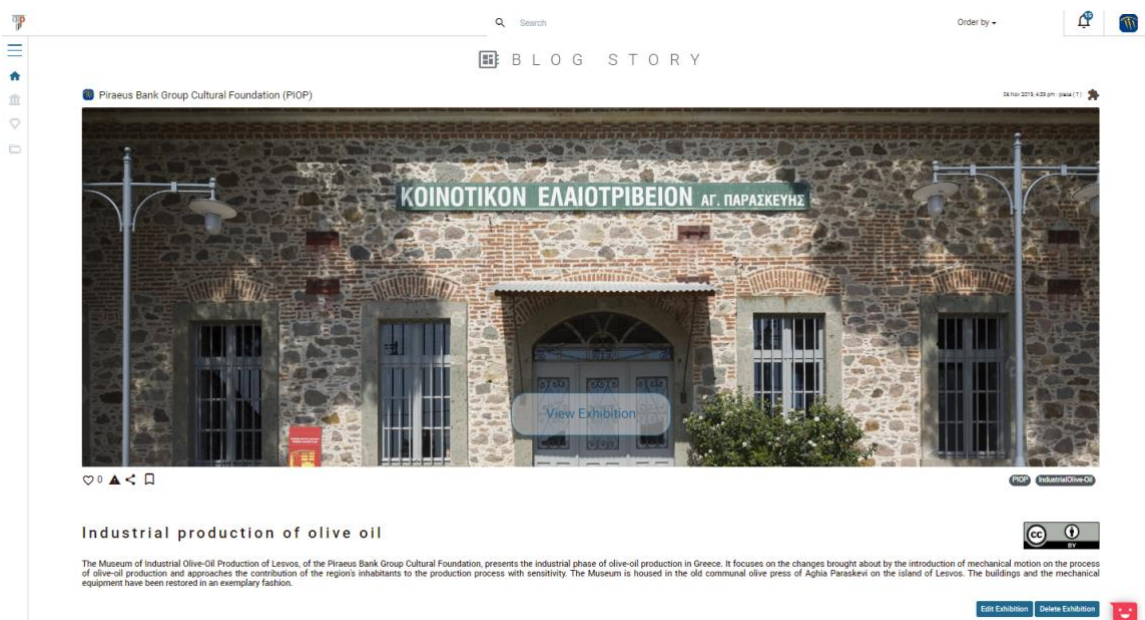 Search
Order by
BLOG STORY
Piraeus Bank Group Cultural Foundation (PIOP)
ΚΟΙΝΟΤΙΚΟΝ ΕΛΑΙΟΤΡΙΒΕΙΟΝ ΑΓ. ΠΑΡΑΣΚΕΥΗΣ
View Exhibition
0
PIOP IndustrialOlive-Oil
Industrial production of olive oil
cc
BY
The Museum of Industrial Olive-Oil Production of Lesvos, of the Piraeus Bank Group Cultural Foundation, presents the industrial phase of olive-oil production in Greece. It focuses on the changes brought about by the introduction of mechanical motion on the process
of olive-oil production and approaches the contribution of the region's inhabitants to the production process with sensitivity. The Museum is housed in the old communal olive press of Aghia Paraskevi on the island of Lesvos. The buildings and the mechanical
equipment have been restored in an exemplary fashion.
Edit Exhibition Delete Exhibition